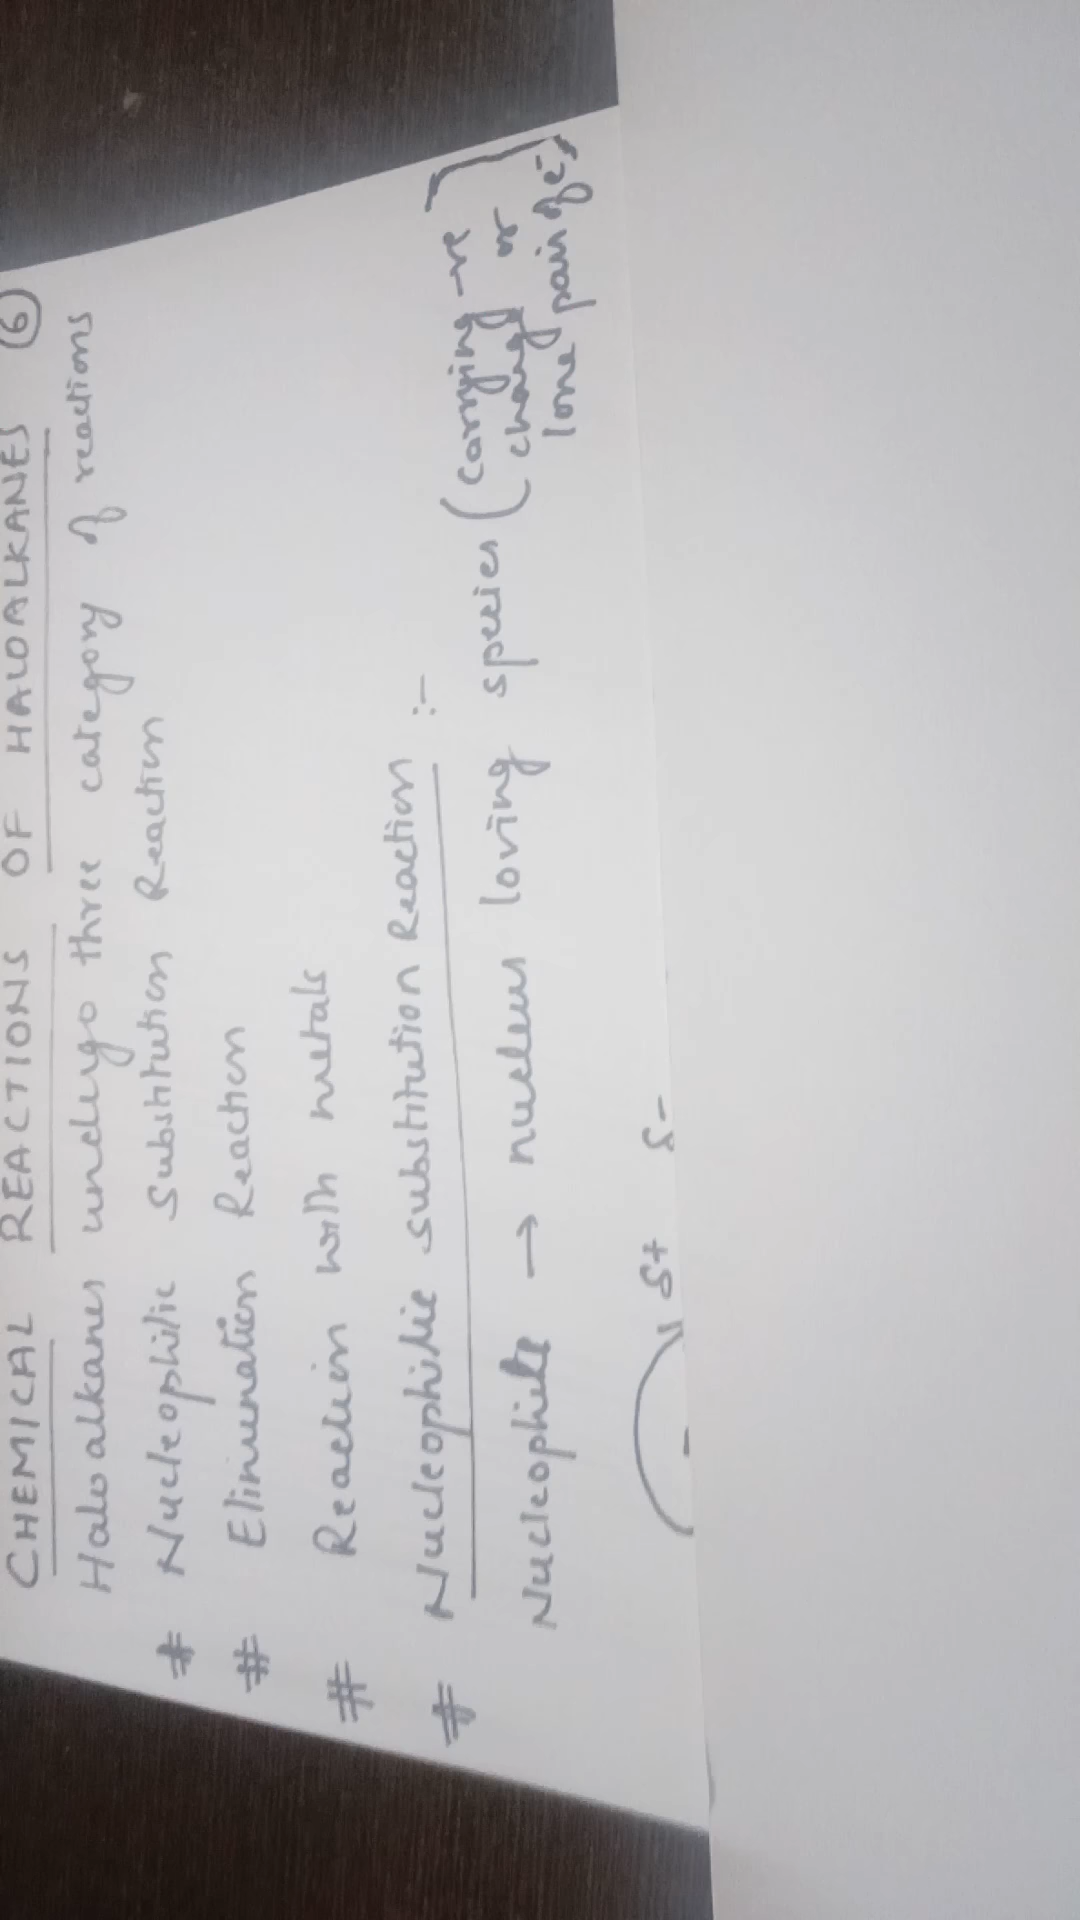 CHEMICAL REACTIONS OF HALOALKANES 6
Haloalkanes undergo three category of reactions
# Nucleophilic Substitution Reaction
# Elimination Reaction
# Reaction with metals
# Nucleophilic substitution Reaction :-
Nucleophile → nucleus loving species (carrying -ve
charge or
lone pair of e-)
δ+ δ-
-